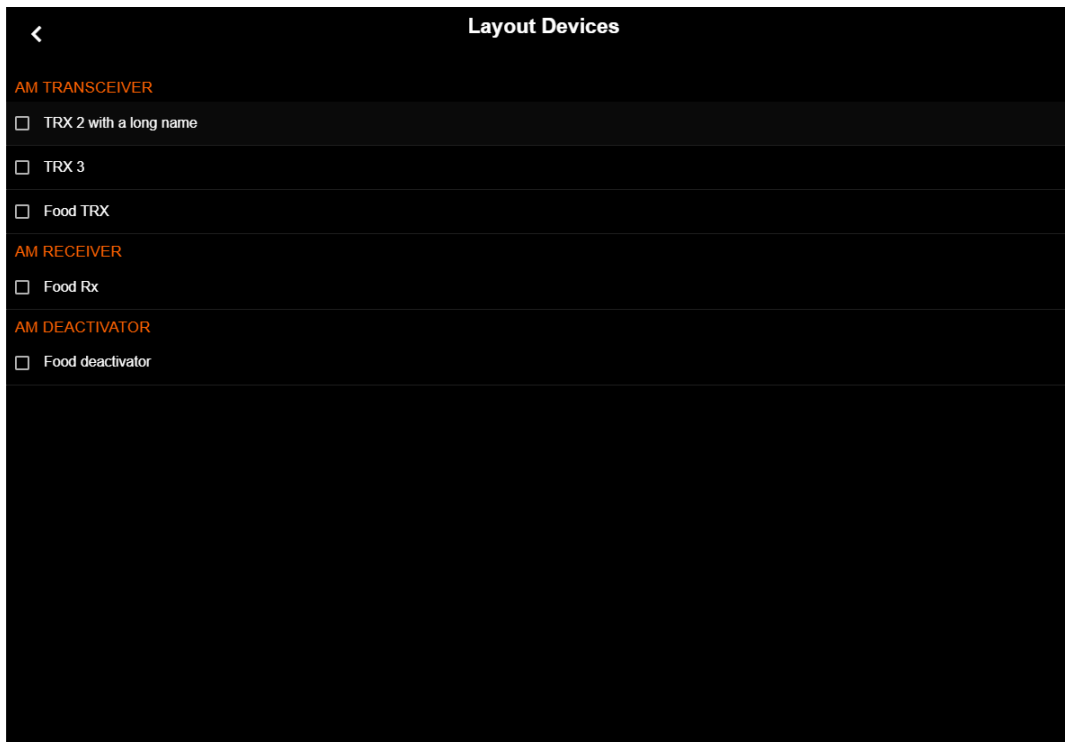 Layout Devices
AM TRANSCEIVER
TRX 2 with a long name
TRX 3
Food TRX
AM RECEIVER
Food Rx
AM DEACTIVATOR
Food deactivator